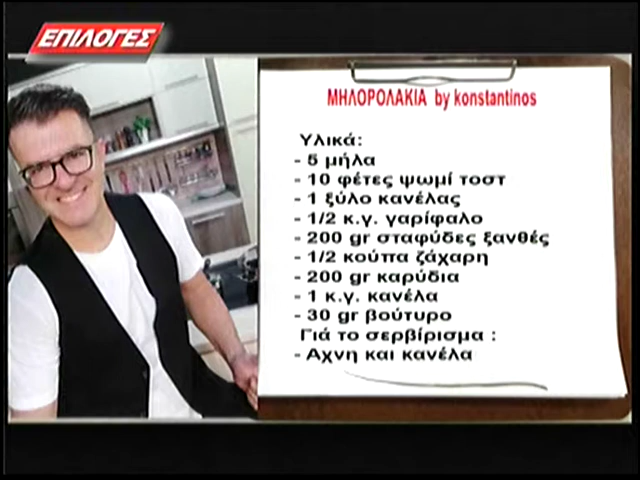 ΕΠΙΛΟΓΕΣ
ΜΗΛΟΡΟΛΑΚΙΑ by konstantinos
Υλικά:
- 5 μήλα
- 10 φέτες ψωμί τοστ
- 1 ξύλο κανέλας
- 1/2 κ.γ. γαρίφαλο
- 200 gr σταφύδες ξανθές
- 1/2 κούπα ζάχαρη
- 200 gr καρύδια
- 1 κ.γ. κανέλα
- 30 gr βούτυρο
Γιά το σερβίρισμα :
- Αχνη και κανέλα